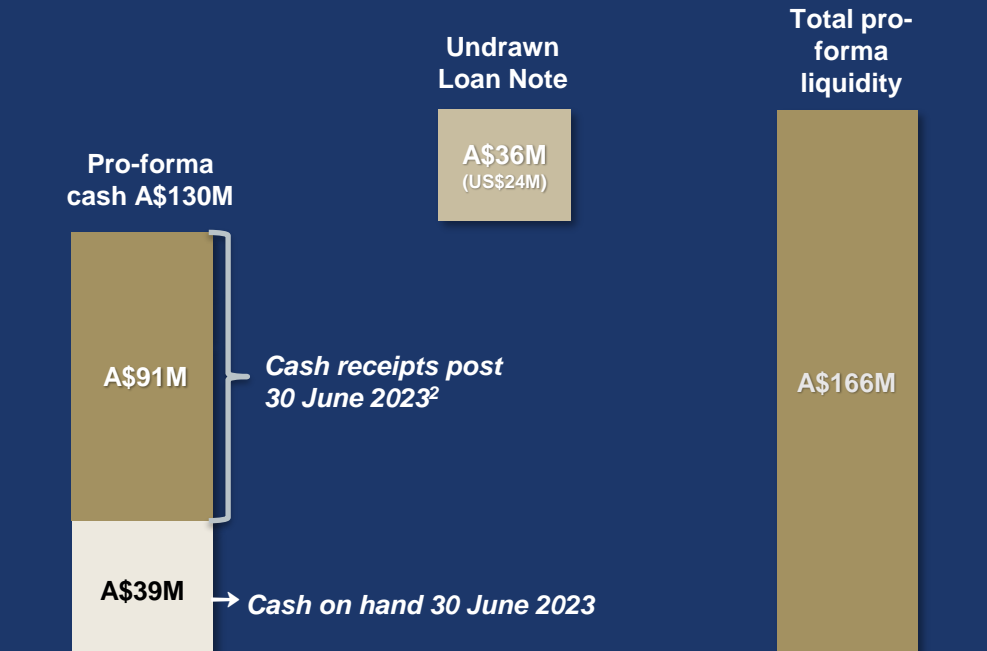 Pro-forma
cash A$130M
A$91M
Cash receipts post
30 June 2023²
A$39M
Cash on hand 30 June 2023
Undrawn
Loan Note
A$36M
(US$24M)
Total pro-
forma
liquidity
A$166M